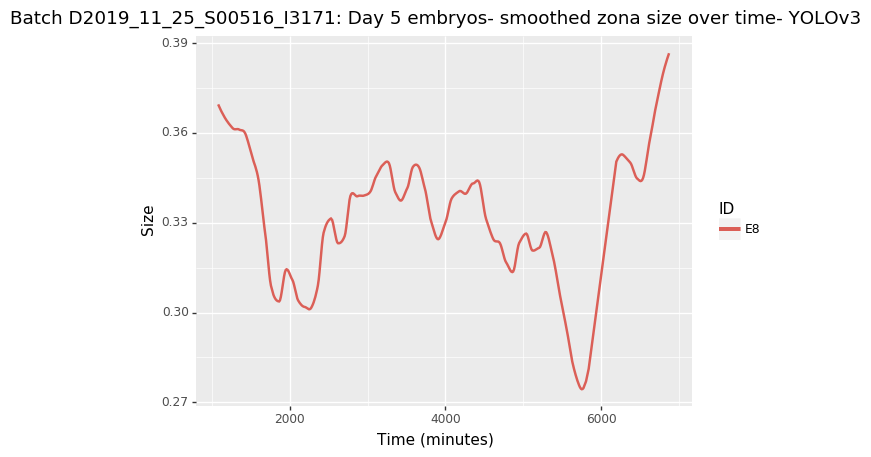 Batch D2019_11_25_S00516_I3171: Day 5 embryos- smoothed zona size over time- YOLOv3
0.39
0.36
0.33
0.30
0.27
Size
2000
4000
6000
Time (minutes)
ID
E8